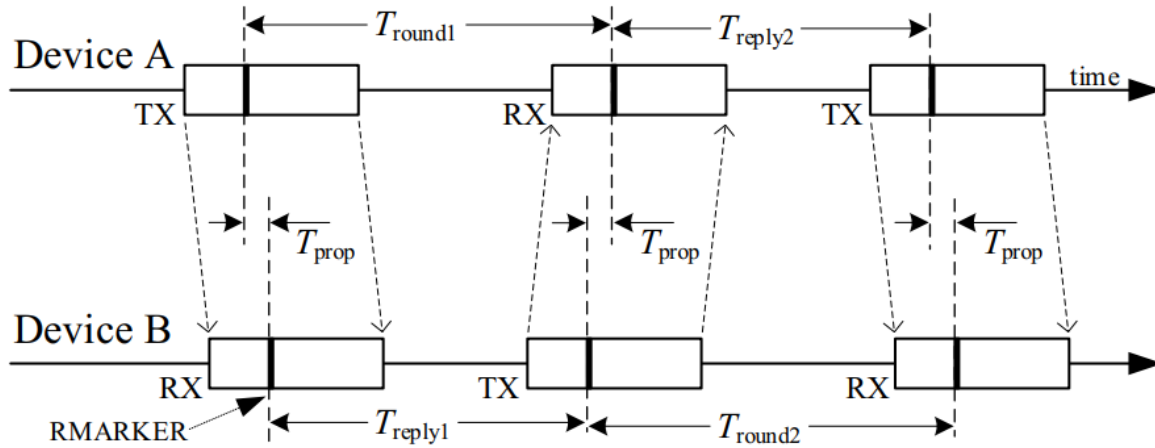 T_round1 T_reply2
Device A
time
TX RX TX
T_prop T_prop T_prop
Device B
RX TX RX
RMARKER
T_reply1 T_round2